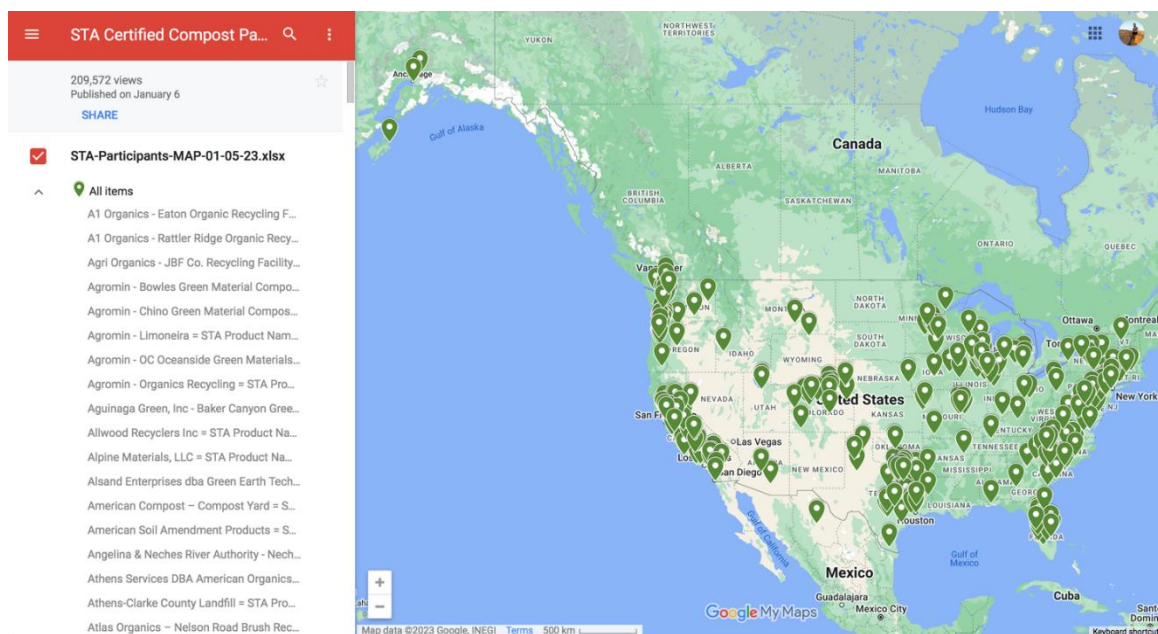 STA Certified Compost Pa...
209,572 views
Published on January 6
SHARE
STA-Participants-MAP-01-05-23.xlsx
All items
A1 Organics - Eaton Organic Recycling F...
A1 Organics - Rattler Ridge Organic Recy...
Agri Organics - JBF Co. Recycling Facility...
Agromin - Bowles Green Material Compo...
Agromin - Chino Green Material Compos...
Agromin - Limoneira = STA Product Nam...
Agromin - OC Oceanside Green Materials...
Agromin - Organics Recycling = STA Pro...
Aguinaga Green, Inc - Baker Canyon Gree...
Allwood Recyclers Inc = STA Product Na...
Alpine Materials, LLC = STA Product Na...
Alsand Enterprises dba Green Earth Tech...
American Compost – Compost Yard = S...
American Soil Amendment Products = S...
Angelina & Neches River Authority - Nech...
Athens Services DBA American Organics...
Athens-Clarke County Landfill = STA Pro...
Atlas Organics – Nelson Road Brush Rec...
NORTHWEST
TERRITORIES
YUKON
Gulf of Alaska
Hudson Bay
Canada
ALBERTA
MANITOBA
BRITISH
COLUMBIA
SASKATCHEWAN
ONTARIO
QUEBEC
NORTH
DAKOTA
Ottawa
Montreal
SOUTH
DAKOTA
IDAHO
WYOMING
NEBRASKA
NEVADA
UTAH
COLORADO
KANSAS
United States
ILLINOIS
New York
KENTUCKY
TENNESSEE
Las Vegas
San Diego
NEW MEXICO
MISSISSIPPI
LOUISIANA
Houston
Gulf of California
Gulf of
Mexico
Mexico
Guadalajara
Mexico City
Cuba
Google My Maps
Map data ©2023 Google, INEGI
Terms
500 km